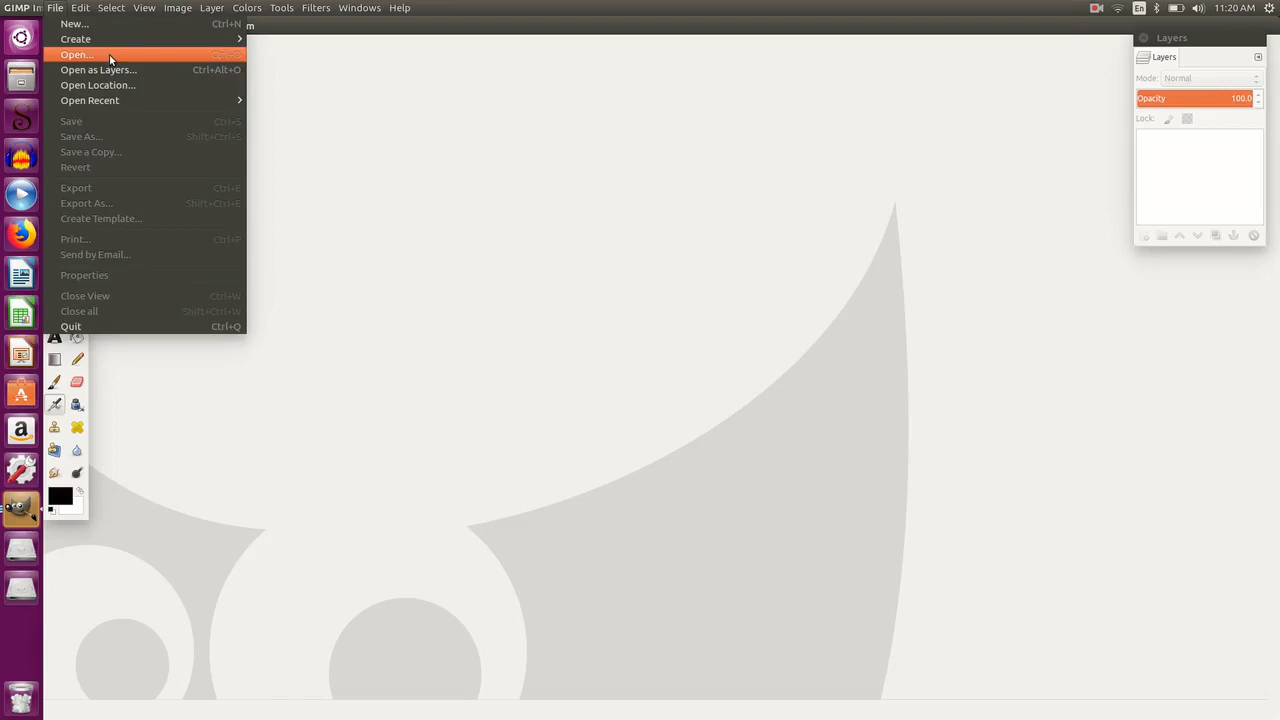 GIMP Im File Edit Select View Image Layer Colors Tools Filters Windows Help En 11:20 AM
m
New... Ctrl+N
Create
Open... Ctrl+O
Open as Layers... Ctrl+Alt+O
Open Location...
Open Recent
Save Ctrl+S
Save As... Shift+Ctrl+S
Save a Copy...
Revert
Export Ctrl+E
Export As... Shift+Ctrl+E
Create Template...
Print... Ctrl+P
Send by Email...
Properties
Close View Ctrl+W
Close all Shift+Ctrl+W
Quit Ctrl+Q
Layers
Layers
Mode: Normal
Opacity 100.0
Lock: